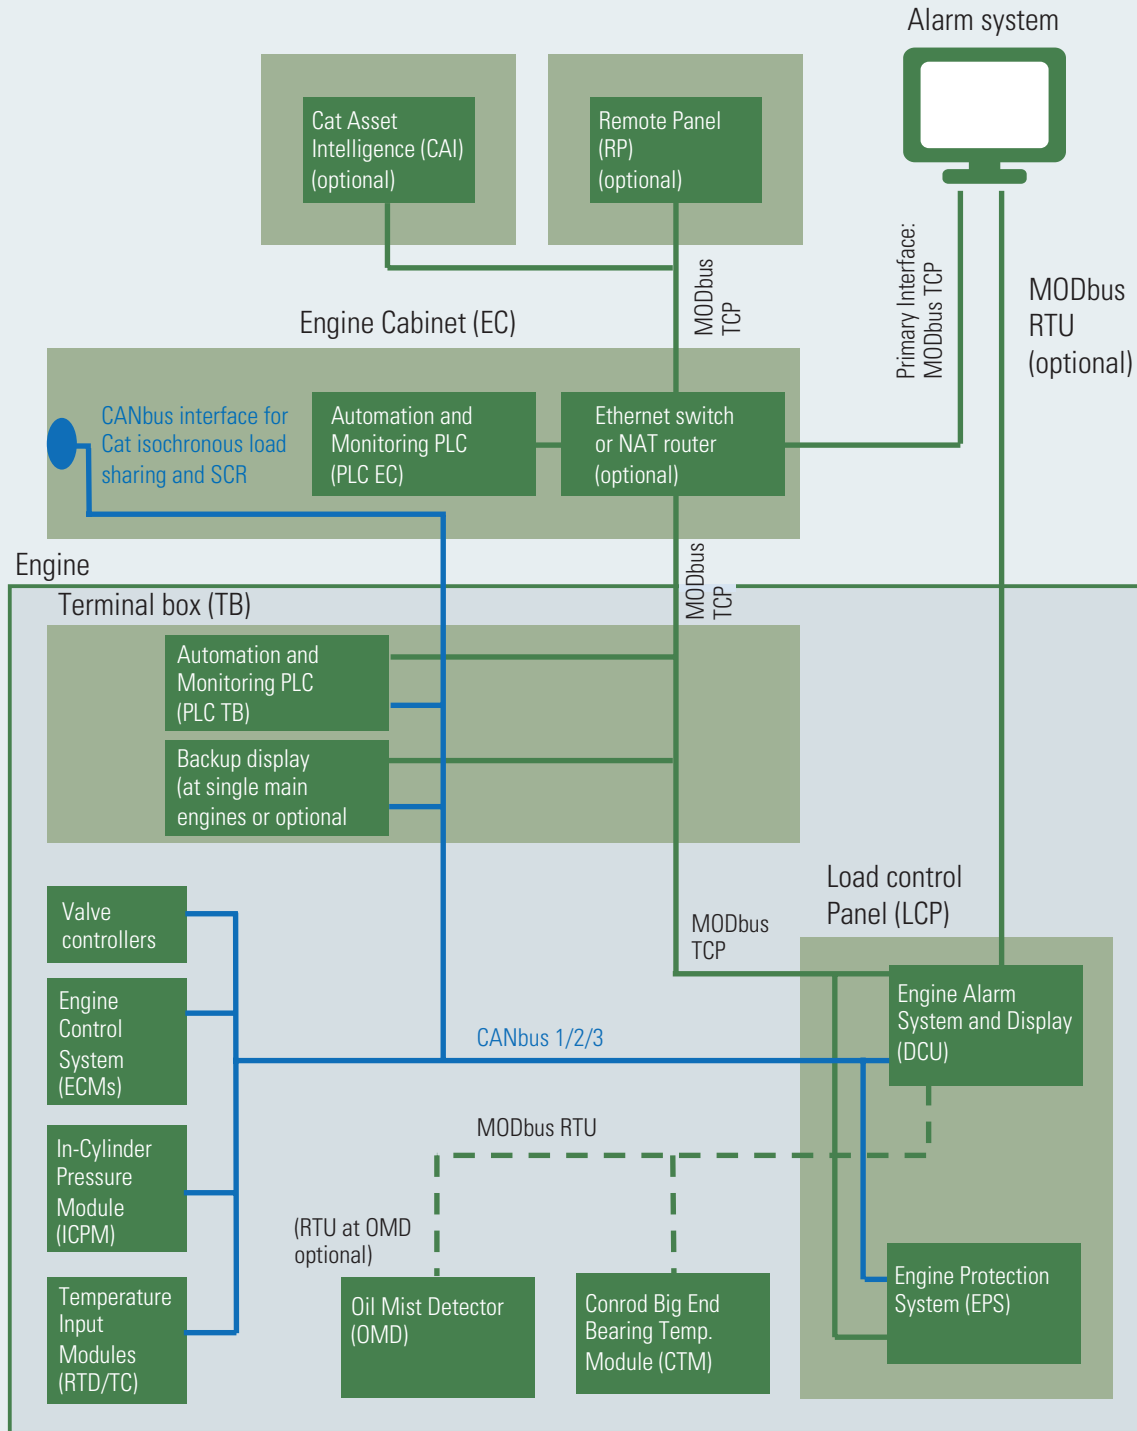 Alarm system
Cat Asset
Intelligence (CAI)
(optional)
Remote Panel
(RP)
(optional)
MODbus
TCP
Primary Interface:
MODbus TCP
MODbus
RTU
(optional)
Engine Cabinet (EC)
CANbus interface for
Cat isochronous load
sharing and SCR
Automation and
Monitoring PLC
(PLC EC)
Ethernet switch
or NAT router
(optional)
MODbus
TCP
Engine
Terminal box (TB)
Automation and
Monitoring PLC
(PLC TB)
Backup display
(at single main
engines or optional
Valve
controllers
Engine
Control
System
(ECMs)
In-Cylinder
Pressure
Module
(ICPM)
Temperature
Input
Modules
(RTD/TC)
MODbus
TCP
Load control
Panel (LCP)
Engine Alarm
System and Display
(DCU)
CANbus 1/2/3
MODbus RTU
(RTU at OMD
optional)
Oil Mist Detector
(OMD)
Conrod Big End
Bearing Temp.
Module (CTM)
Engine Protection
System (EPS)